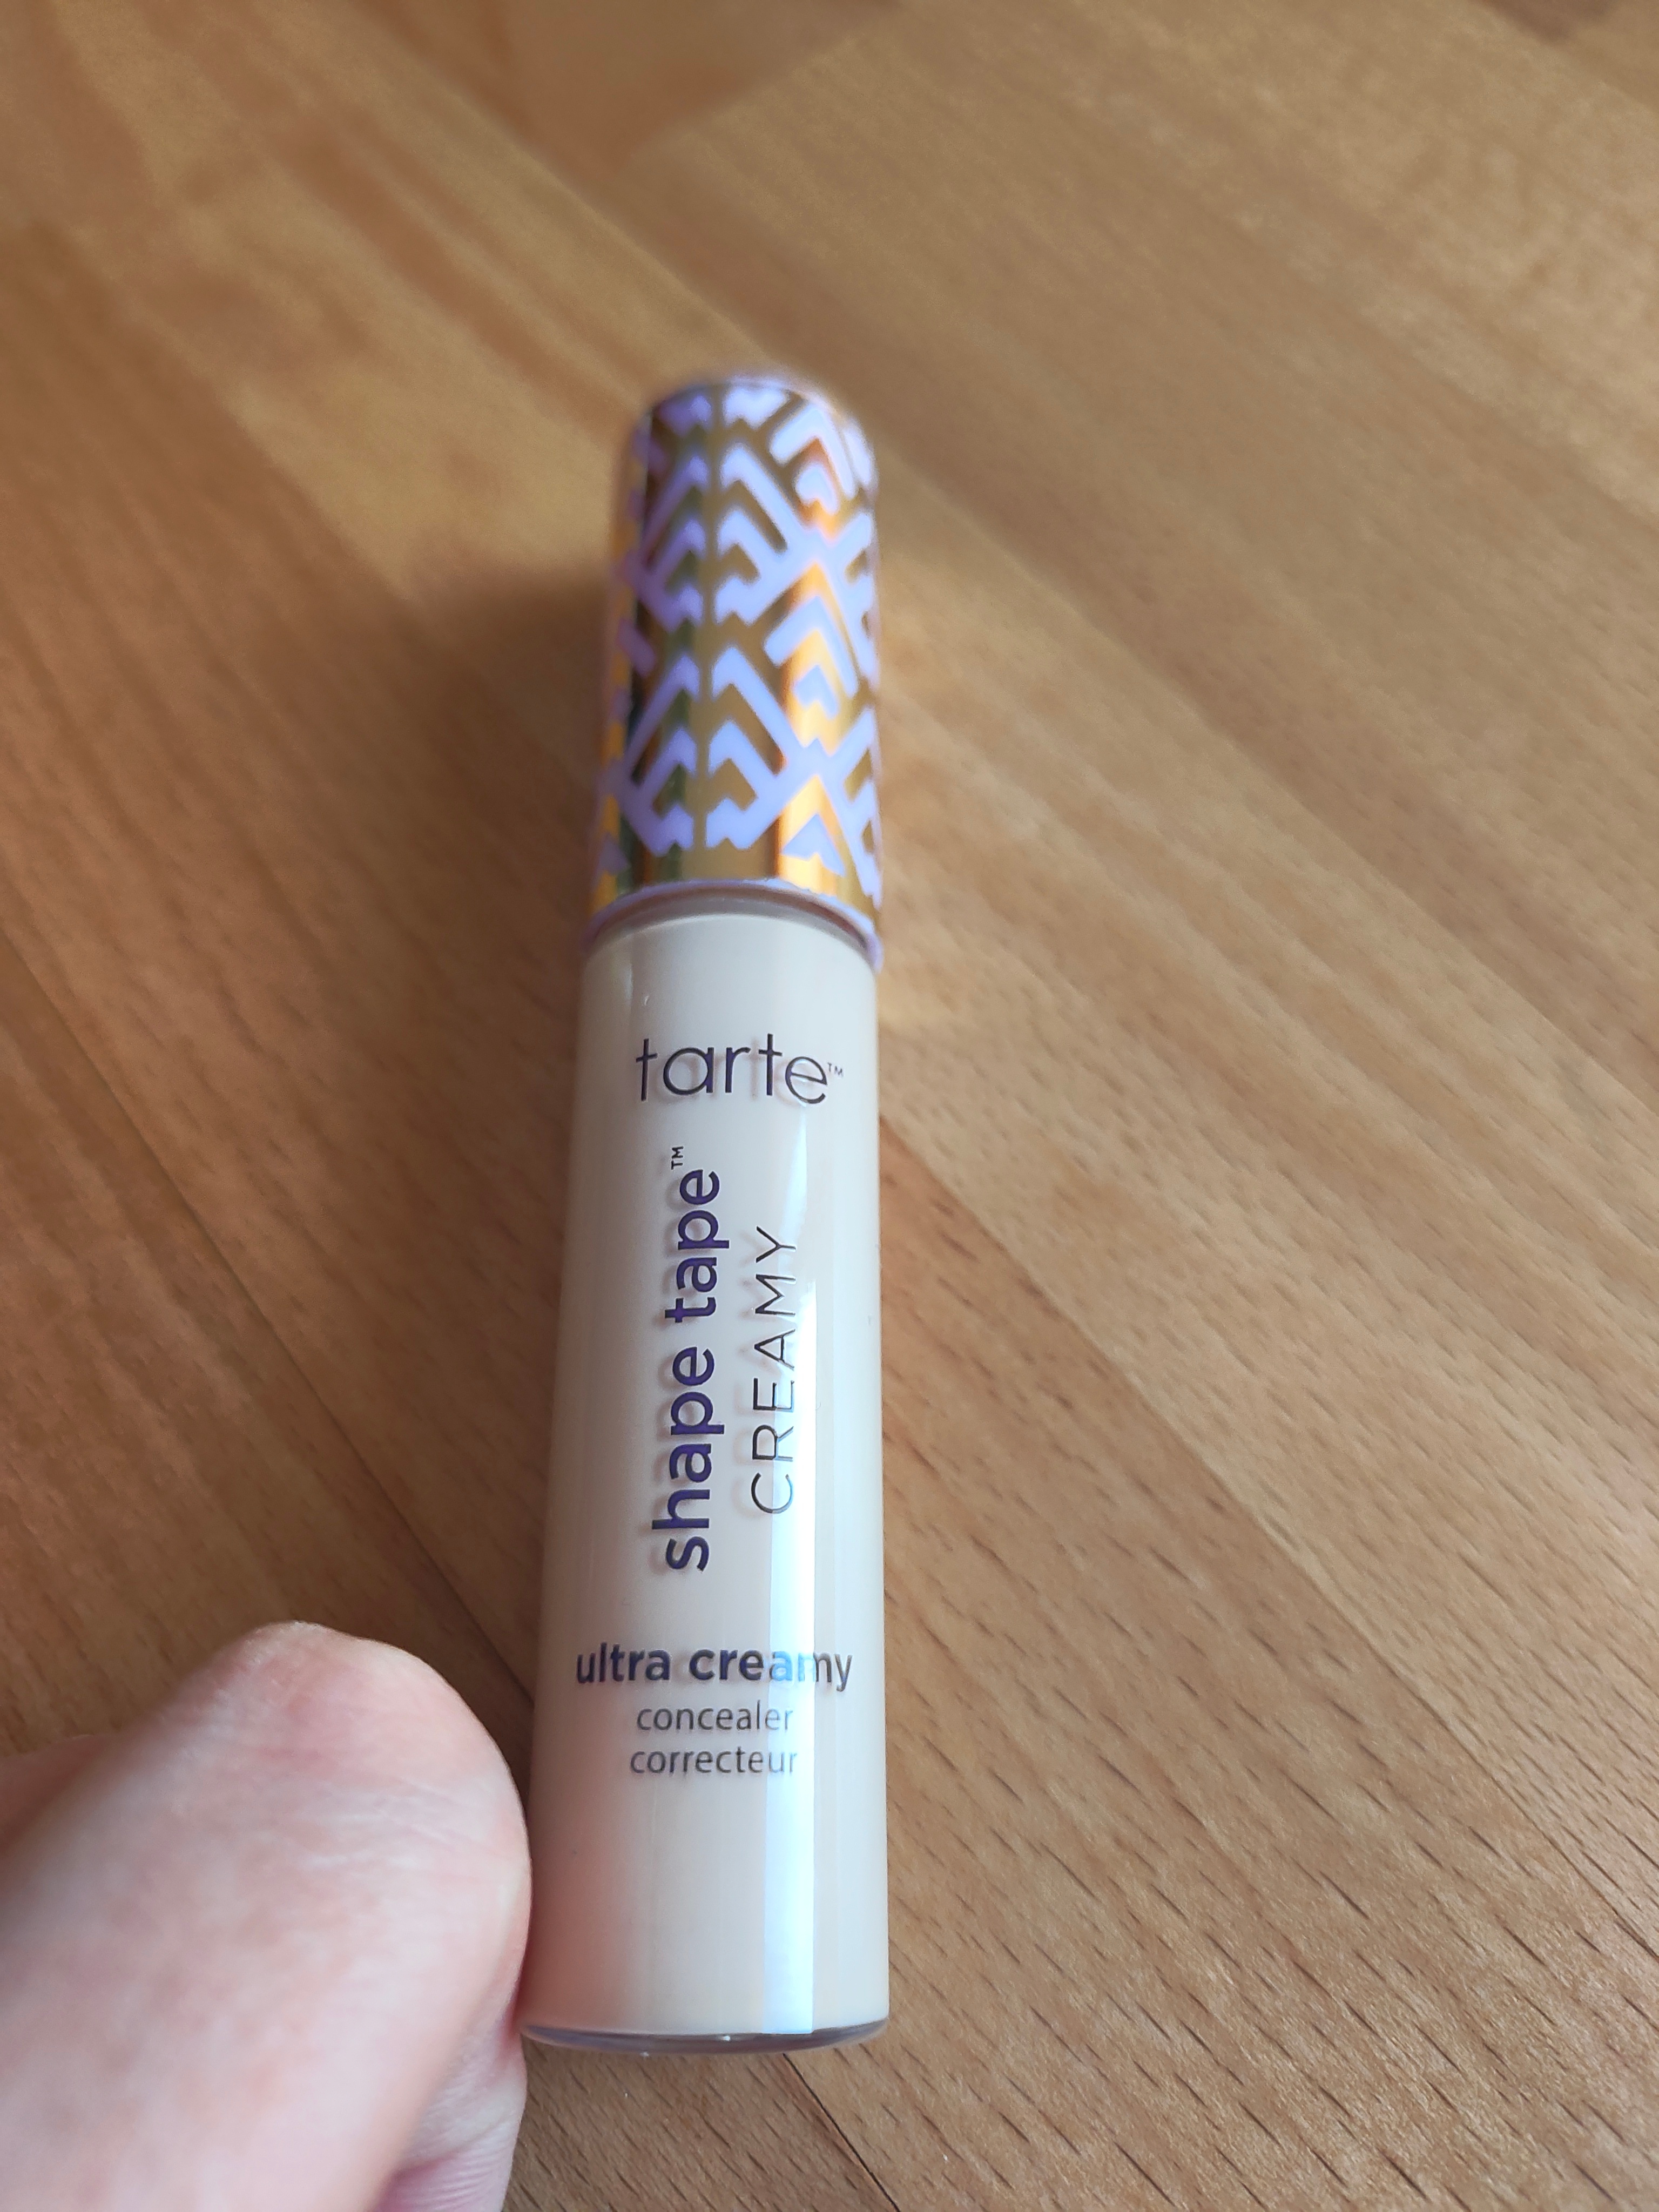 tarte™
shape tape™
CREAMY
ultra creamy
concealer
correcteur